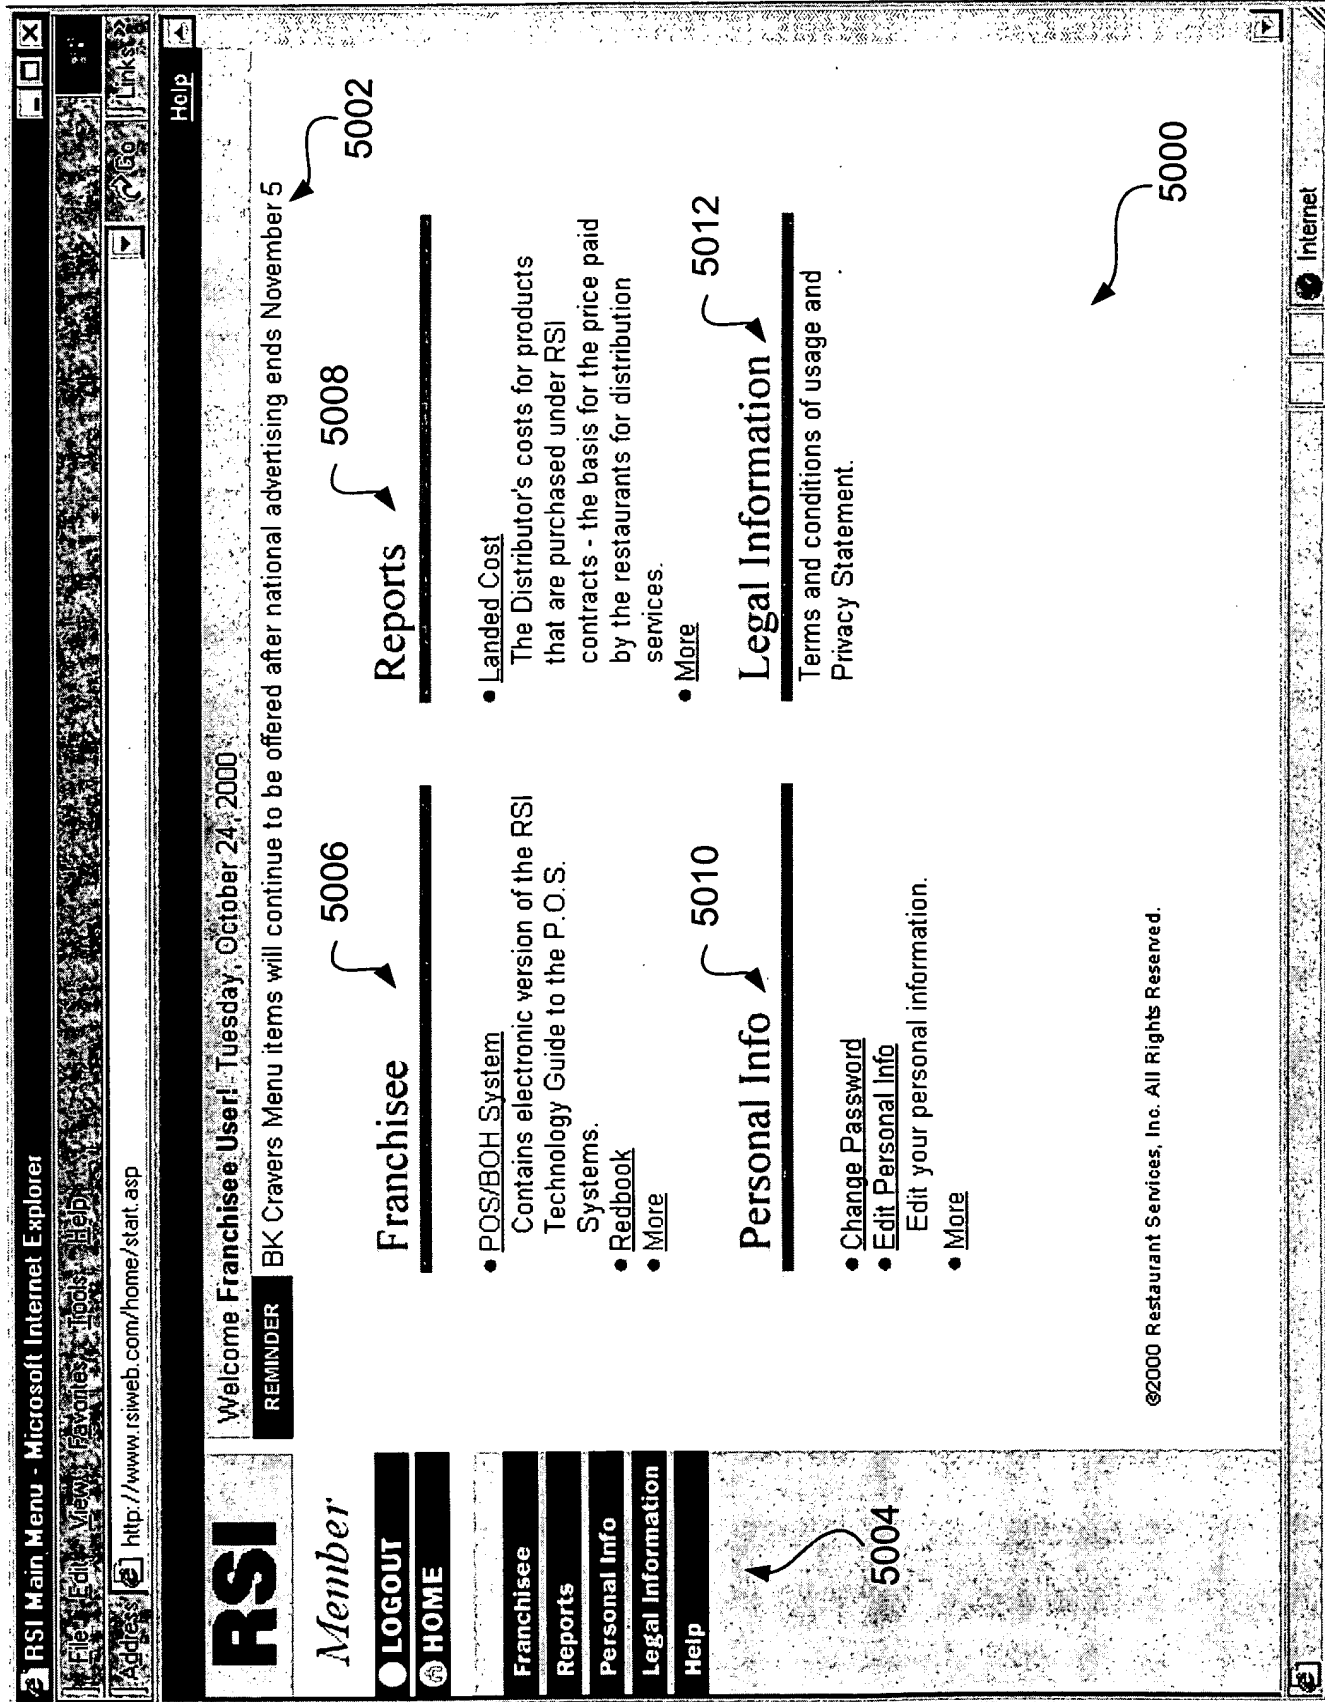 RSI Main Menu - Microsoft Internet Explorer
File Edit View Favorites Tools Help
Address http://www.rsiweb.com/home/start.asp Go Links »
Help
RSI
Welcome Franchisee User! Tuesday, October 24, 2000
REMINDER BK Cravers Menu items will continue to be offered after national advertising ends November 5
5002
Member
LOGOUT
HOME
Franchisee
Reports
Personal Info
Legal Information
Help
5004
5006
Franchisee
• POS/BOH System
Contains electronic version of the RSI
Technology Guide to the P.O.S.
Systems.
• Redbook
• More
5008
Reports
• Landed Cost
The Distributor's costs for products
that are purchased under RSI
contracts - the basis for the price paid
by the restaurants for distribution
services.
• More
5010
Personal Info
• Change Password
• Edit Personal Info
Edit your personal information.
• More
5012
Legal Information
Terms and conditions of usage and
Privacy Statement.
5000
©2000 Restaurant Services, Inc. All Rights Reserved.
Internet